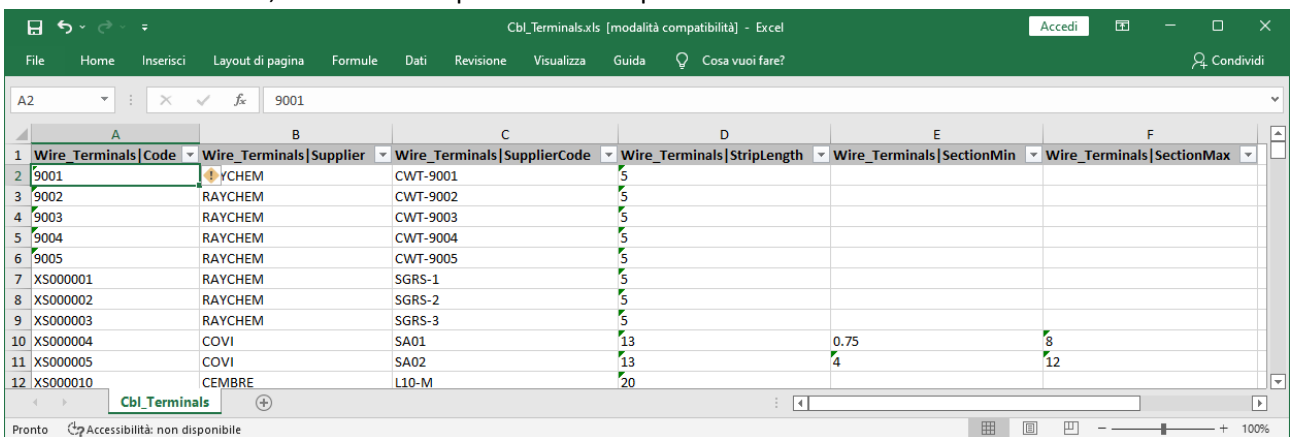 Cbl_Terminals.xls [modalità compatibilità] - Excel Accedi
File Home Inserisci Layout di pagina Formule Dati Revisione Visualizza Guida Cosa vuoi fare? Condividi
A2 fx 9001
A B C D E F
1 Wire_Terminals|Code Wire_Terminals|Supplier Wire_Terminals|SupplierCode Wire_Terminals|StripLength Wire_Terminals|SectionMin Wire_Terminals|SectionMax
2 9001 YCHEM CWT-9001 5
3 9002 RAYCHEM CWT-9002 5
4 9003 RAYCHEM CWT-9003 5
5 9004 RAYCHEM CWT-9004 5
6 9005 RAYCHEM CWT-9005 5
7 XS000001 RAYCHEM SGRS-1 5
8 XS000002 RAYCHEM SGRS-2 5
9 XS000003 RAYCHEM SGRS-3 5
10 XS000004 COVI SA01 13 0.75 8
11 XS000005 COVI SA02 13 4 12
12 XS000010 CEMBRE L10-M 20
Cbl_Terminals
Pronto Accessibilità: non disponibile 100%